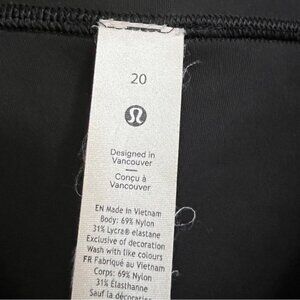 20
Designed in
Vancouver
Conçu à
Vancouver
EN Made in Vietnam
Body: 69% Nylon
31% Lycra® elastane
Exclusive of decoration
Wash with like colours
FR Fabriqué au Vietnam
Corps: 69% Nylon
31% Élasthanne
Sauf la décoration